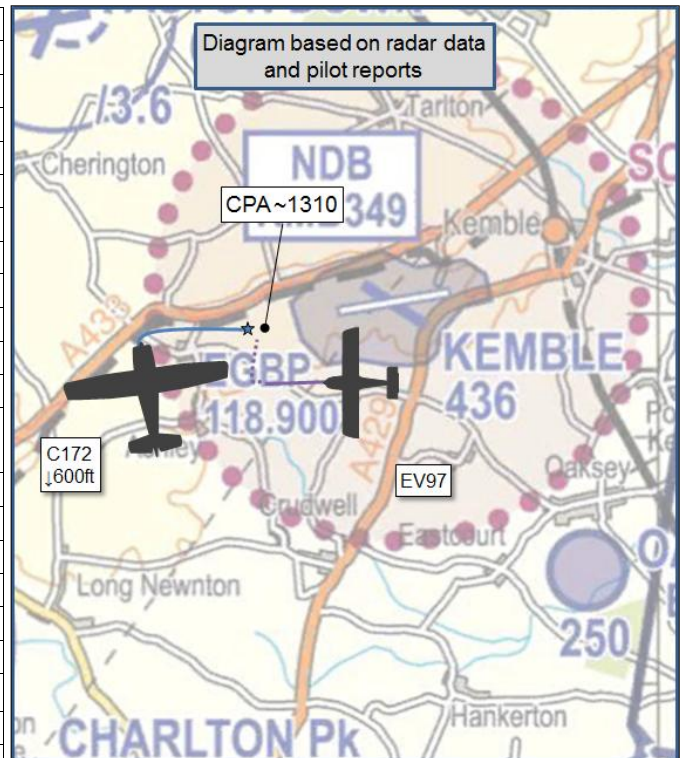 Diagram based on radar data
and pilot reports
/3.6
Tarlton
Cherington
NDB
349
CPA ~1310
Kemble
A433
EGBP
118.900
KEMBLE
436
C172
↓600ft
A429
EV97
Oaksey
Crudwell
Eastcourt
Long Newnton
250
Hankerton
CHARLTON Pk